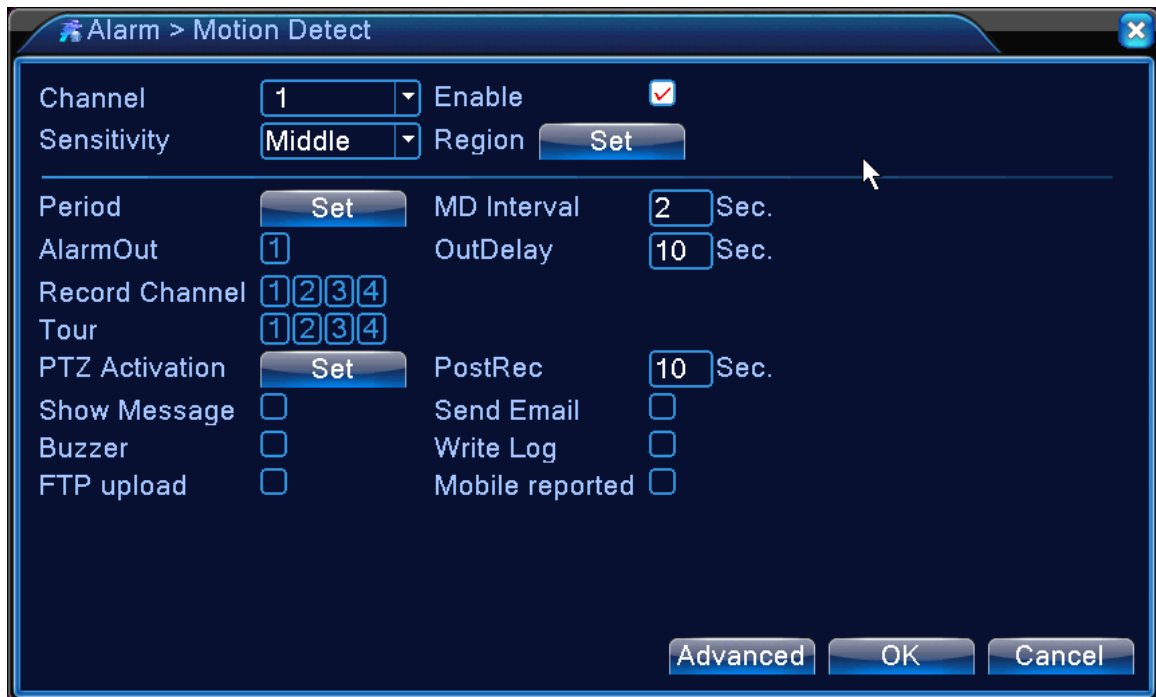 Alarm > Motion Detect
Channel 1 Enable
Sensitivity Middle Region Set
Period Set MD Interval 2 Sec.
AlarmOut 1 OutDelay 10 Sec.
Record Channel 1 2 3 4
Tour 1 2 3 4
PTZ Activation Set PostRec 10 Sec.
Show Message Send Email
Buzzer Write Log
FTP upload Mobile reported
Advanced OK Cancel